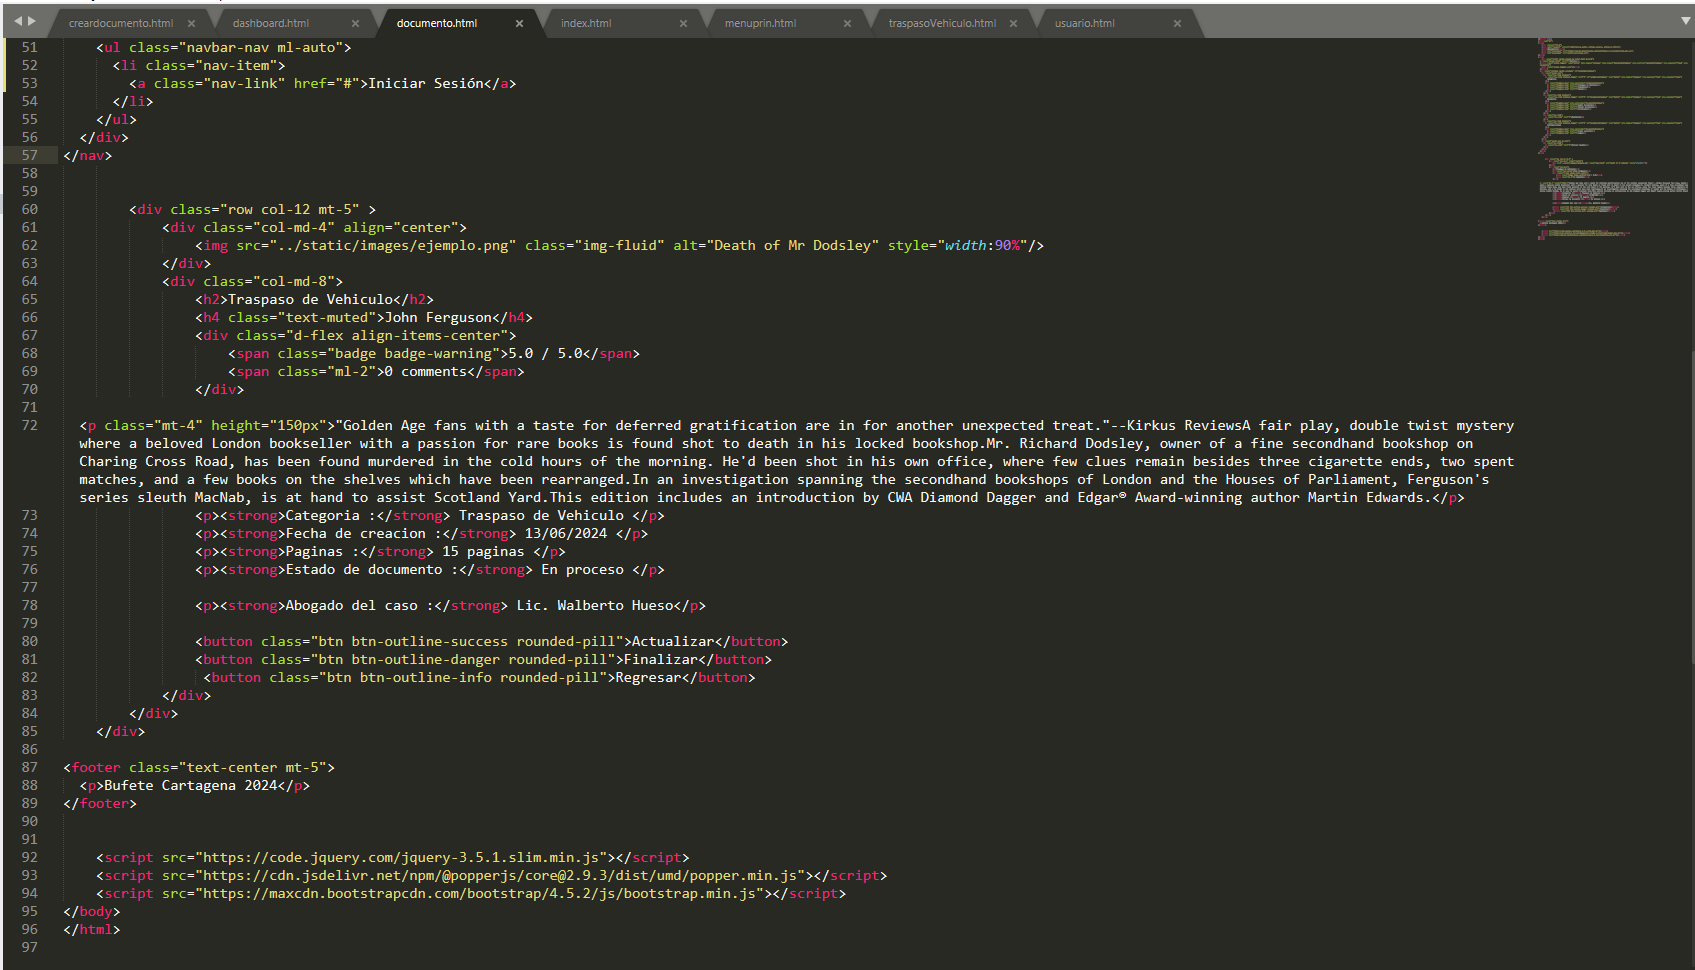 creardocumento.html × dashboard.html × documento.html × index.html × menuprin.html × traspasoVehiculo.html × usuario.html ×
51 <ul class="navbar-nav ml-auto">
52 <li class="nav-item">
53 <a class="nav-link" href="#">Iniciar Sesión</a>
54 </li>
55 </ul>
56 </div>
57 </nav>
58
59
60 <div class="row col-12 mt-5" >
61 <div class="col-md-4" align="center">
62 <img src="../static/images/ejemplo.png" class="img-fluid" alt="Death of Mr Dodsley" style="width:90%"/>
63 </div>
64 <div class="col-md-8">
65 <h2>Traspaso de Vehiculo</h2>
66 <h4 class="text-muted">John Ferguson</h4>
67 <div class="d-flex align-items-center">
68 <span class="badge badge-warning">5.0 / 5.0</span>
69 <span class="ml-2">0 comments</span>
70 </div>
71
72 <p class="mt-4" height="150px">"Golden Age fans with a taste for deferred gratification are in for another unexpected treat."--Kirkus ReviewsA fair play, double twist mystery
where a beloved London bookseller with a passion for rare books is found shot to death in his locked bookshop.Mr. Richard Dodsley, owner of a fine secondhand bookshop on
Charing Cross Road, has been found murdered in the cold hours of the morning. He'd been shot in his own office, where few clues remain besides three cigarette ends, two spent
matches, and a few books on the shelves which have been rearranged.In an investigation spanning the secondhand bookshops of London and the Houses of Parliament, Ferguson's
series sleuth MacNab, is at hand to assist Scotland Yard.This edition includes an introduction by CWA Diamond Dagger and Edgar® Award-winning author Martin Edwards.</p>
73 <p><strong>Categoria :</strong> Traspaso de Vehiculo </p>
74 <p><strong>Fecha de creacion :</strong> 13/06/2024 </p>
75 <p><strong>Paginas :</strong> 15 paginas </p>
76 <p><strong>Estado de documento :</strong> En proceso </p>
77
78 <p><strong>Abogado del caso :</strong> Lic. Walberto Hueso</p>
79
80 <button class="btn btn-outline-success rounded-pill">Actualizar</button>
81 <button class="btn btn-outline-danger rounded-pill">Finalizar</button>
82 <button class="btn btn-outline-info rounded-pill">Regresar</button>
83 </div>
84 </div>
85 </div>
86
87 <footer class="text-center mt-5">
88 <p>Bufete Cartagena 2024</p>
89 </footer>
90
91
92 <script src="https://code.jquery.com/jquery-3.5.1.slim.min.js"></script>
93 <script src="https://cdn.jsdelivr.net/npm/@popperjs/core@2.9.3/dist/umd/popper.min.js"></script>
94 <script src="https://maxcdn.bootstrapcdn.com/bootstrap/4.5.2/js/bootstrap.min.js"></script>
95 </body>
96 </html>
97